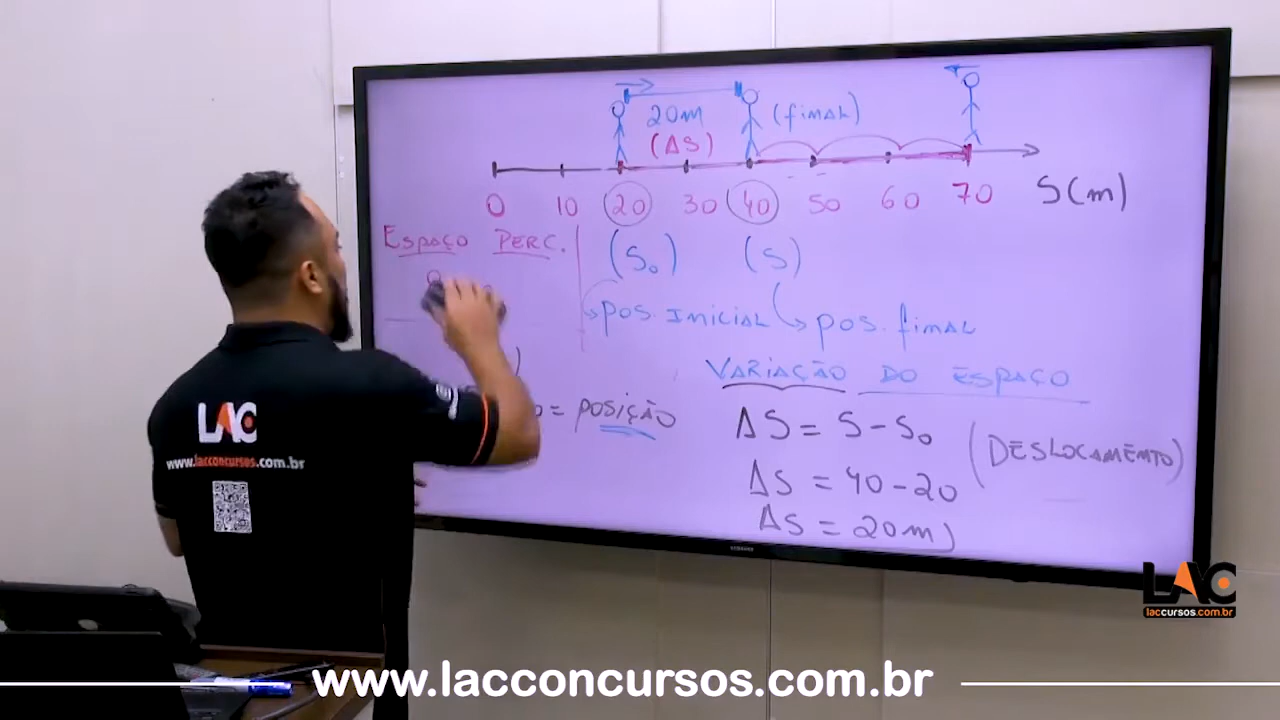 20m
(final)
(ΔS)
0 10 20 30 40 50 60 70 S(m)
ESPAÇO PERC.
(S₀) (S)
POS. INICIAL
POS. fINAL
VARIAÇÃO DO ESPAÇO
= POSIÇÃO
ΔS = S - S₀
(DESLOCAMENTO)
ΔS = 40 - 20
ΔS = 20m
LAC
www.lacconcursos.com.br
SAMSUNG
LAC
laccursos.com.br
www.lacconcursos.com.br